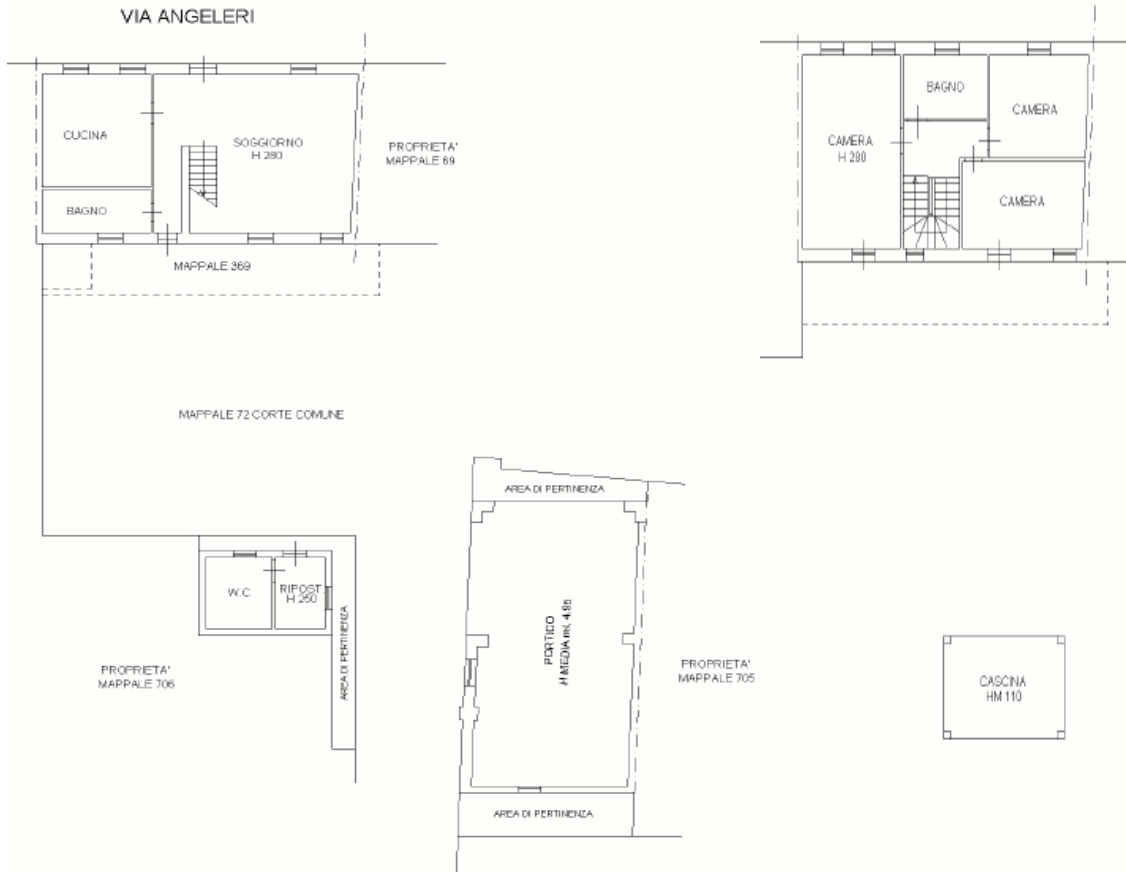 VIA ANGELERI
CUCINA
SOGGIORNO
H 280
BAGNO
PROPRIETA'
MAPPALE 69
MAPPALE 369
BAGNO
CAMERA
H 280
CAMERA
CAMERA
MAPPALE 72 CORTE COMUNE
W.C.
RIPOST.
H 250
AREA DI PERTINENZA
PROPRIETA'
MAPPALE 706
AREA DI PERTINENZA
PORTICO
H MEDIA ml. 4.95
AREA DI PERTINENZA
PROPRIETA'
MAPPALE 705
CASCINA
HM 110